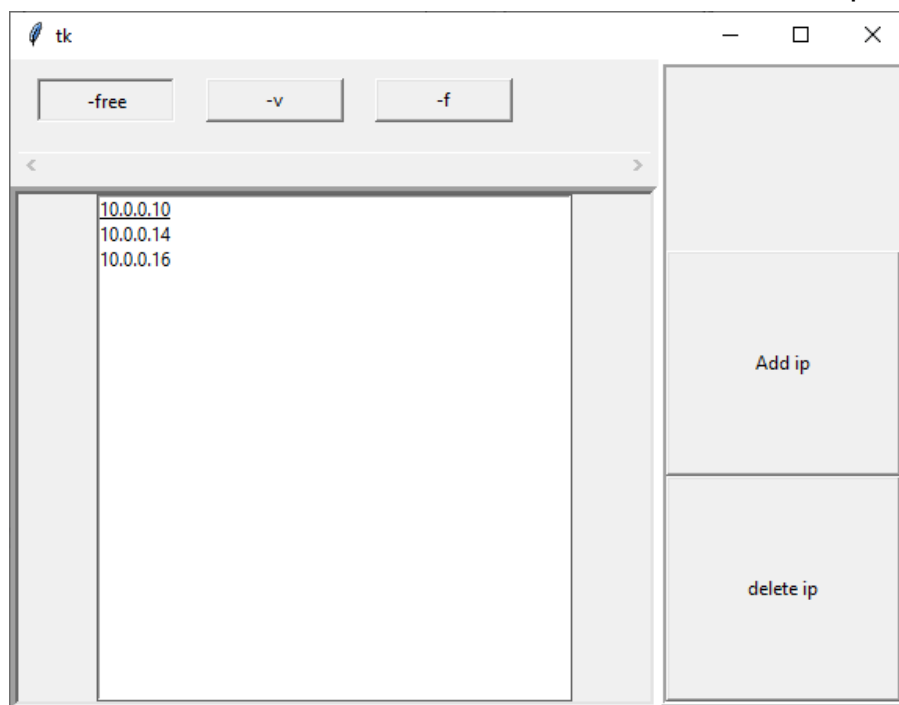 tk
-free -v -f
10.0.0.10
10.0.0.14
10.0.0.16
Add ip
delete ip